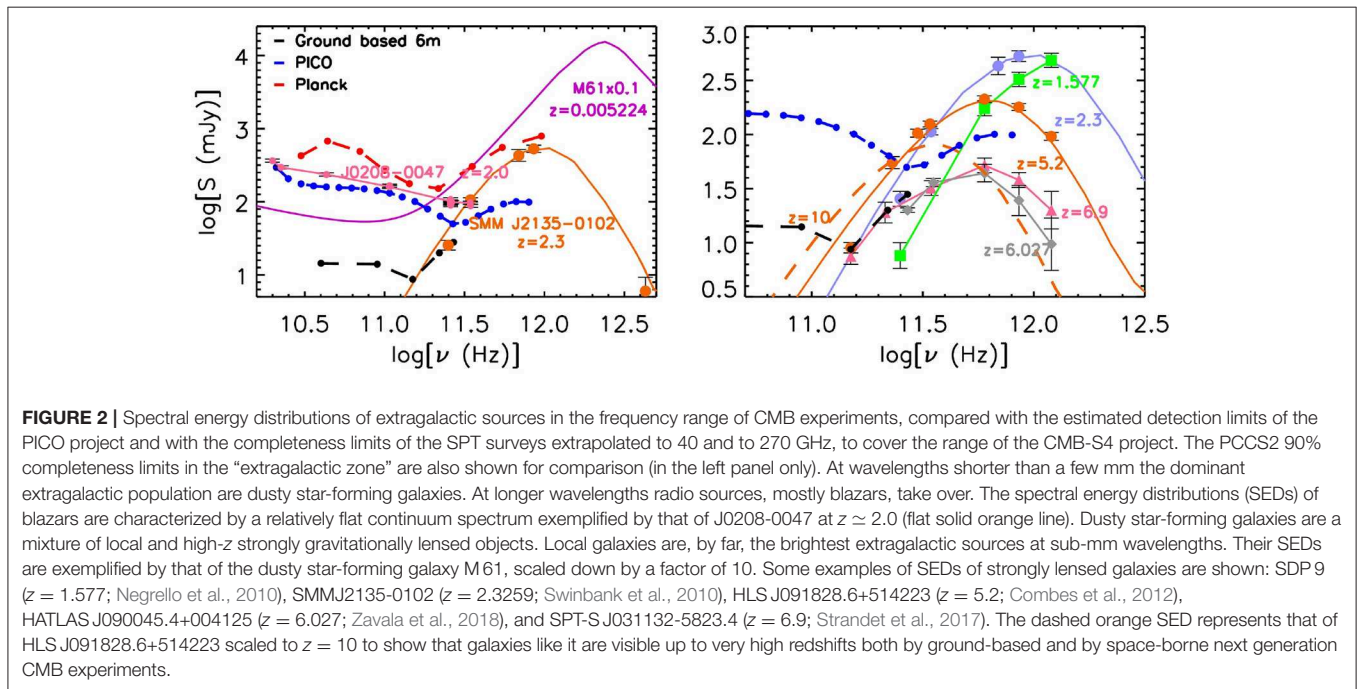 Ground based 6m
PICO
Planck
M61x0.1
z=0.005224
J0208-0047 z=2.0
SMM J2135-0102
z=2.3
log[S (mJy)]
4
3
2
1
10.5 11.0 11.5 12.0 12.5
log[ν (Hz)]
3.0
2.5
2.0
1.5
1.0
0.5
z=1.577
z=2.3
z=5.2
z=10
z=6.9
z=6.027
11.0 11.5 12.0 12.5
log[ν (Hz)]
FIGURE 2 | Spectral energy distributions of extragalactic sources in the frequency range of CMB experiments, compared with the estimated detection limits of the
PICO project and with the completeness limits of the SPT surveys extrapolated to 40 and to 270 GHz, to cover the range of the CMB-S4 project. The PCCS2 90%
completeness limits in the “extragalactic zone” are also shown for comparison (in the left panel only). At wavelengths shorter than a few mm the dominant
extragalactic population are dusty star-forming galaxies. At longer wavelengths radio sources, mostly blazars, take over. The spectral energy distributions (SEDs) of
blazars are characterized by a relatively flat continuum spectrum exemplified by that of J0208-0047 at z ≃ 2.0 (flat solid orange line). Dusty star-forming galaxies are a
mixture of local and high-z strongly gravitationally lensed objects. Local galaxies are, by far, the brightest extragalactic sources at sub-mm wavelengths. Their SEDs
are exemplified by that of the dusty star-forming galaxy M 61, scaled down by a factor of 10. Some examples of SEDs of strongly lensed galaxies are shown: SDP 9
(z = 1.577; Negrello et al., 2010), SMMJ2135-0102 (z = 2.3259; Swinbank et al., 2010), HLS J091828.6+514223 (z = 5.2; Combes et al., 2012),
HATLAS J090045.4+004125 (z = 6.027; Zavala et al., 2018), and SPT-S J031132-5823.4 (z = 6.9; Strandet et al., 2017). The dashed orange SED represents that of
HLS J091828.6+514223 scaled to z = 10 to show that galaxies like it are visible up to very high redshifts both by ground-based and by space-borne next generation
CMB experiments.